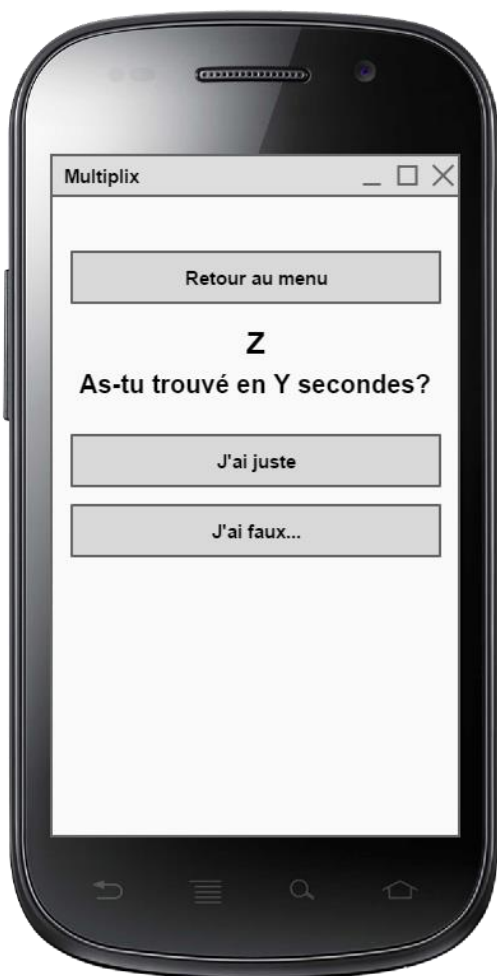 Multiplix
Retour au menu
Z
As-tu trouvé en Y secondes?
J'ai juste
J'ai faux...